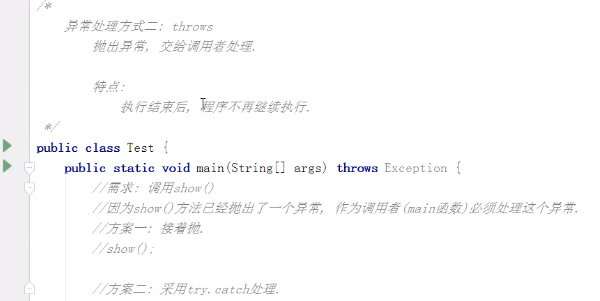 /*
异常处理方式二: throws
抛出异常, 交给调用者处理.
特点:
执行结束后, 程序不再继续执行.
*/
public class Test {
public static void main(String[] args) throws Exception {
//需求: 调用show()
//因为show()方法已经抛出了一个异常, 作为调用者(main函数)必须处理这个异常.
//方案一: 接着抛.
//show();
//方案二: 采用try.catch处理.